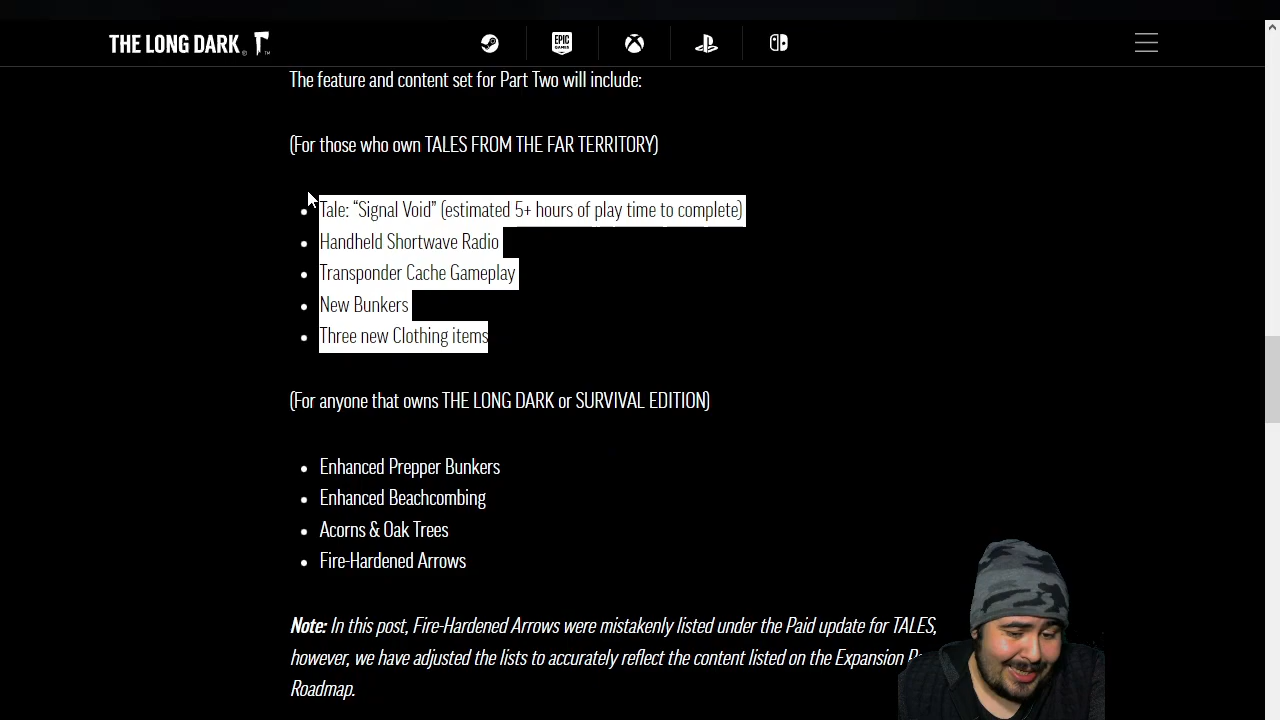 THE LONG DARK
EPIC GAMES
The feature and content set for Part Two will include:
(For those who own TALES FROM THE FAR TERRITORY)
Tale: “Signal Void” (estimated 5+ hours of play time to complete)
Handheld Shortwave Radio
Transponder Cache Gameplay
New Bunkers
Three new Clothing items
(For anyone that owns THE LONG DARK or SURVIVAL EDITION)
Enhanced Prepper Bunkers
Enhanced Beachcombing
Acorns & Oak Trees
Fire-Hardened Arrows
Note: In this post, Fire-Hardened Arrows were mistakenly listed under the Paid update for TALES,
however, we have adjusted the lists to accurately reflect the content listed on the Expansion
Roadmap.